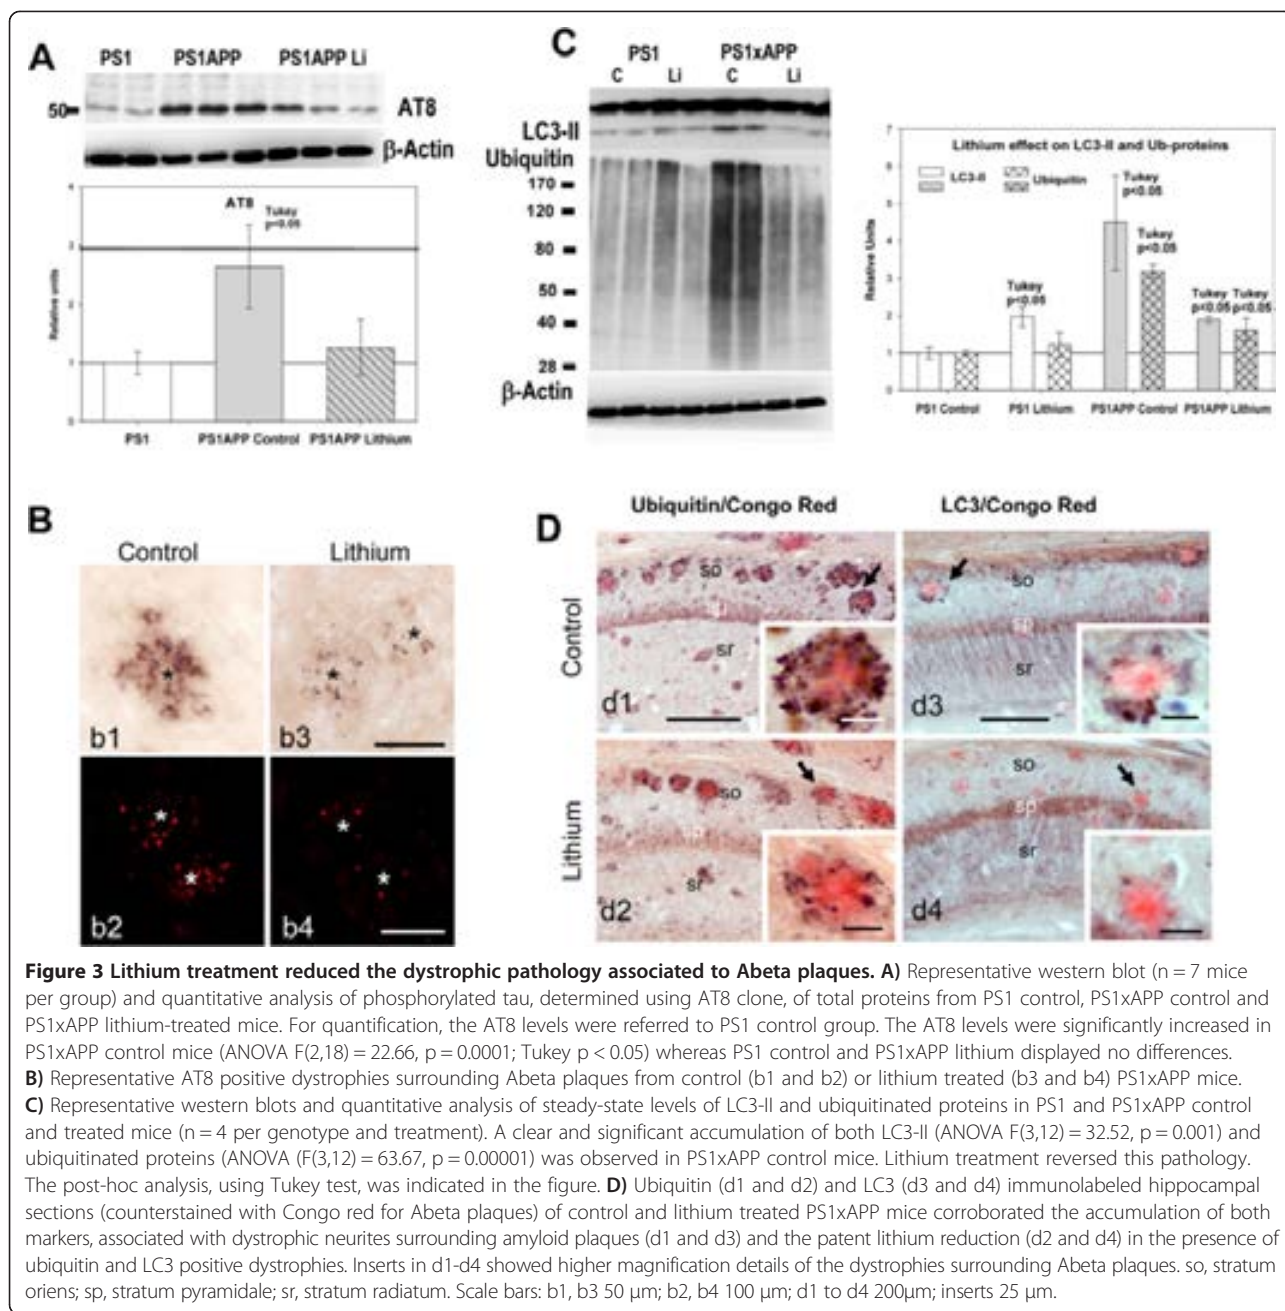 A
PS1 PS1APP PS1APP Li
50
AT8
β-Actin
4
AT8
Tukey
p<0.05
3
2
1
0
Relative units
PS1 PS1APP Control PS1APP Lithium
C
PS1 PS1xAPP
C Li C Li
LC3-II
Ubiquitin
170
120
80
50
40
28
β-Actin
7
6
5
4
3
2
1
0
Relative Units
Lithium effect on LC3-II and Ub-proteins
LC3-II Ubiquitin
Tukey
p<0.05
Tukey
p<0.05
Tukey
p<0.05
Tukey Tukey
p<0.05 p<0.05
PS1 Control PS1 Lithium PS1APP Control PS1APP Lithium
B
Control Lithium
* *
*
b1 b3
* *
* *
b2 b4
D
Ubiquitin/Congo Red LC3/Congo Red
Control
so
sr
d1
so
sp
sr
d3
Lithium
so
sp
sr
d2
so
sp
sr
d4
Figure 3 Lithium treatment reduced the dystrophic pathology associated to Abeta plaques. A) Representative western blot (n = 7 mice
per group) and quantitative analysis of phosphorylated tau, determined using AT8 clone, of total proteins from PS1 control, PS1xAPP control and
PS1xAPP lithium-treated mice. For quantification, the AT8 levels were referred to PS1 control group. The AT8 levels were significantly increased in
PS1xAPP control mice (ANOVA F(2,18) = 22.66, p = 0.0001; Tukey p < 0.05) whereas PS1 control and PS1xAPP lithium displayed no differences.
B) Representative AT8 positive dystrophies surrounding Abeta plaques from control (b1 and b2) or lithium treated (b3 and b4) PS1xAPP mice.
C) Representative western blots and quantitative analysis of steady-state levels of LC3-II and ubiquitinated proteins in PS1 and PS1xAPP control
and treated mice (n = 4 per genotype and treatment). A clear and significant accumulation of both LC3-II (ANOVA F(3,12) = 32.52, p = 0.001) and
ubiquitinated proteins (ANOVA (F(3,12) = 63.67, p = 0.00001) was observed in PS1xAPP control mice. Lithium treatment reversed this pathology.
The post-hoc analysis, using Tukey test, was indicated in the figure. D) Ubiquitin (d1 and d2) and LC3 (d3 and d4) immunolabeled hippocampal
sections (counterstained with Congo red for Abeta plaques) of control and lithium treated PS1xAPP mice corroborated the accumulation of both
markers, associated with dystrophic neurites surrounding amyloid plaques (d1 and d3) and the patent lithium reduction (d2 and d4) in the presence of
ubiquitin and LC3 positive dystrophies. Inserts in d1-d4 showed higher magnification details of the dystrophies surrounding Abeta plaques. so, stratum
oriens; sp, stratum pyramidale; sr, stratum radiatum. Scale bars: b1, b3 50 μm; b2, b4 100 μm; d1 to d4 200μm; inserts 25 μm.